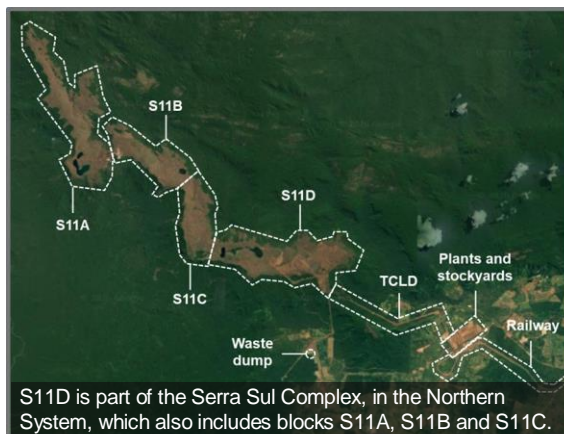 S11B
S11D
S11A
S11C
Plants and
stockyards
TCLD
Railway
Waste
dump
S11D is part of the Serra Sul Complex, in the Northern
System, which also includes blocks S11A, S11B and S11C.